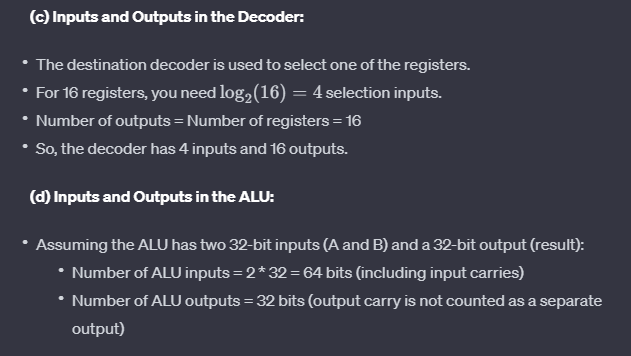 (c) Inputs and Outputs in the Decoder:
• The destination decoder is used to select one of the registers.
• For 16 registers, you need log₂(16) = 4 selection inputs.
• Number of outputs = Number of registers = 16
• So, the decoder has 4 inputs and 16 outputs.
(d) Inputs and Outputs in the ALU:
• Assuming the ALU has two 32-bit inputs (A and B) and a 32-bit output (result):
• Number of ALU inputs = 2 * 32 = 64 bits (including input carries)
• Number of ALU outputs = 32 bits (output carry is not counted as a separate
output)